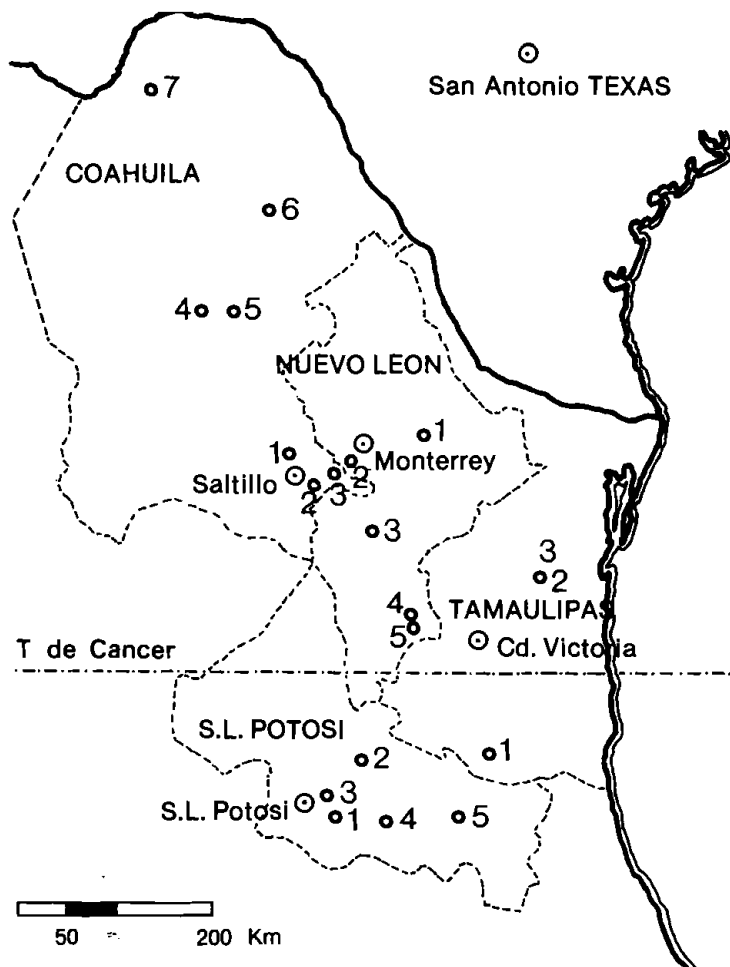 San Antonio TEXAS
7
COAHUILA
6
4 5
NUEVO LEON
1
1
Monterrey
2
Saltillo
3
2
3
3
2
4
TAMAULIPAS
5
Cd. Victoria
T de Cancer
S.L. POTOSI
2
1
3
S.L. Potosi
1
4
5
50 200 Km